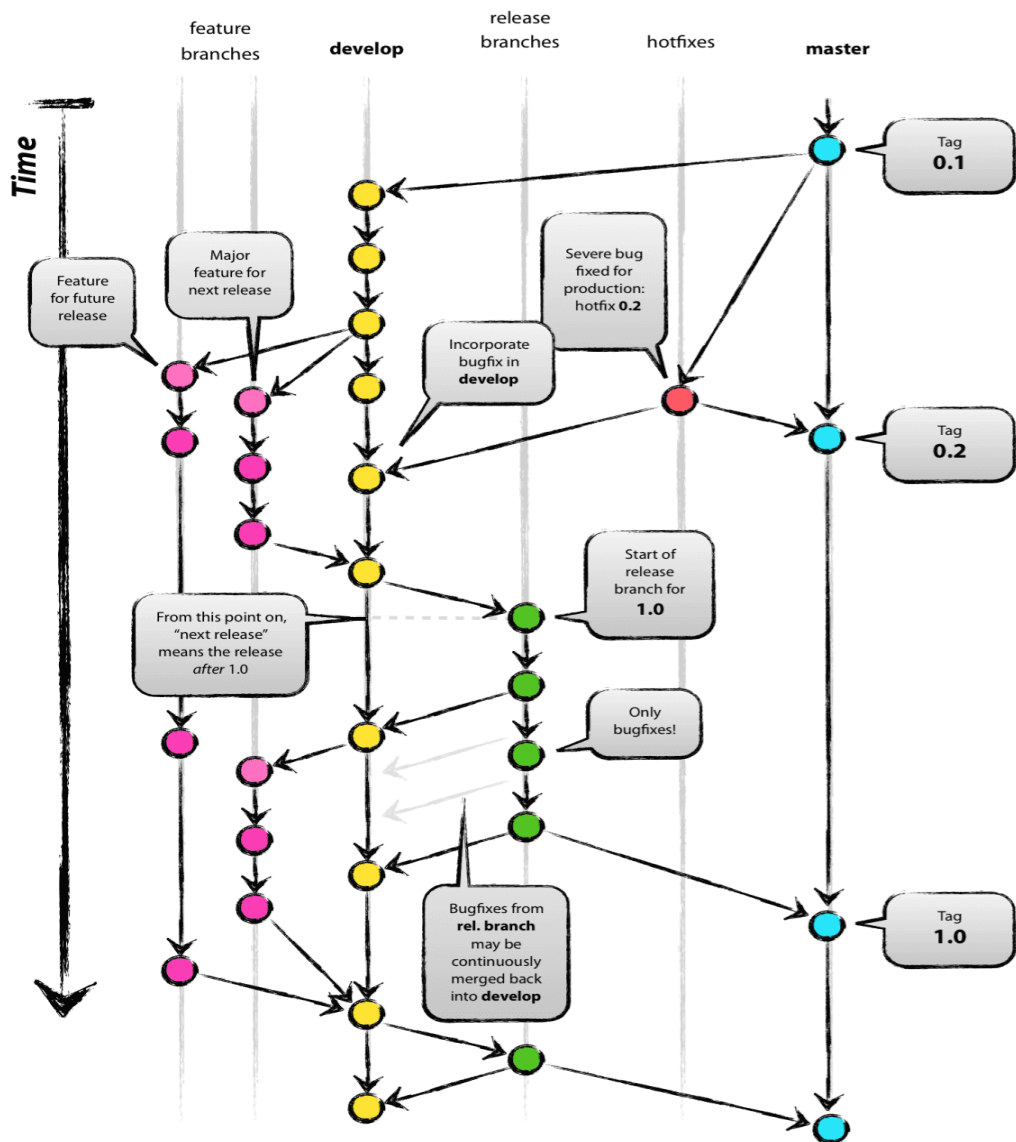 feature
branches
develop
release
branches
hotfixes
master
Time
Tag
0.1
Major
feature for
next release
Feature
for future
release
Severe bug
fixed for
production:
hotfix 0.2
Incorporate
bugfix in
develop
Tag
0.2
Start of
release
branch for
1.0
From this point on,
“next release”
means the release
after 1.0
Only
bugfixes!
Bugfixes from
rel. branch
may be
continuously
merged back
into develop
Tag
1.0